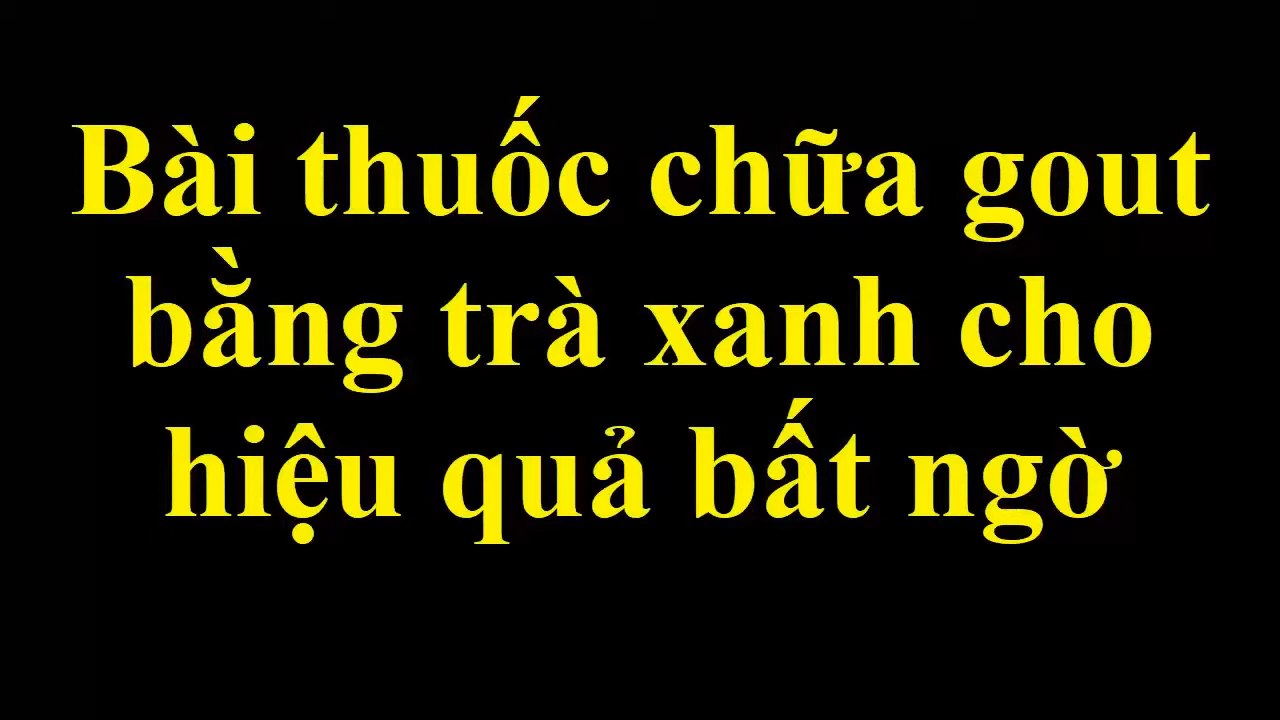 Bài thuốc chữa gout
bằng trà xanh cho
hiệu quả bất ngờ